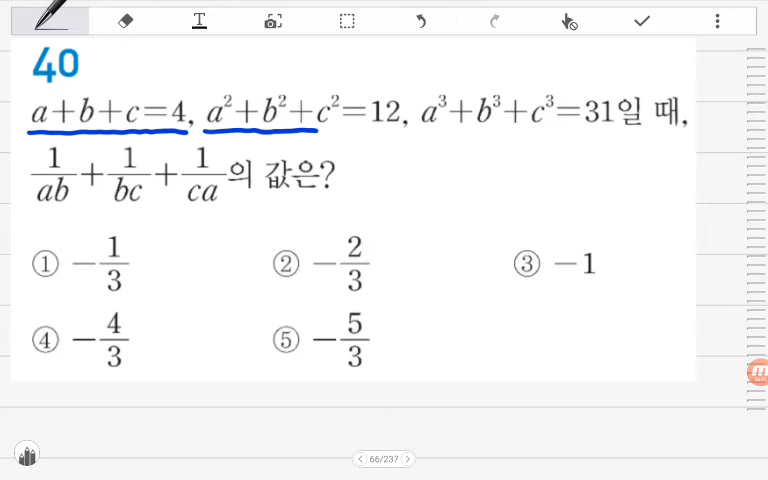 T
40
a+b+c=4, a²+b²+c²=12, a³+b³+c³=31일 때,
1/ab + 1/bc + 1/ca 의 값은?
① -1/3 ② -2/3 ③ -1
④ -4/3 ⑤ -5/3
< 66/237 >